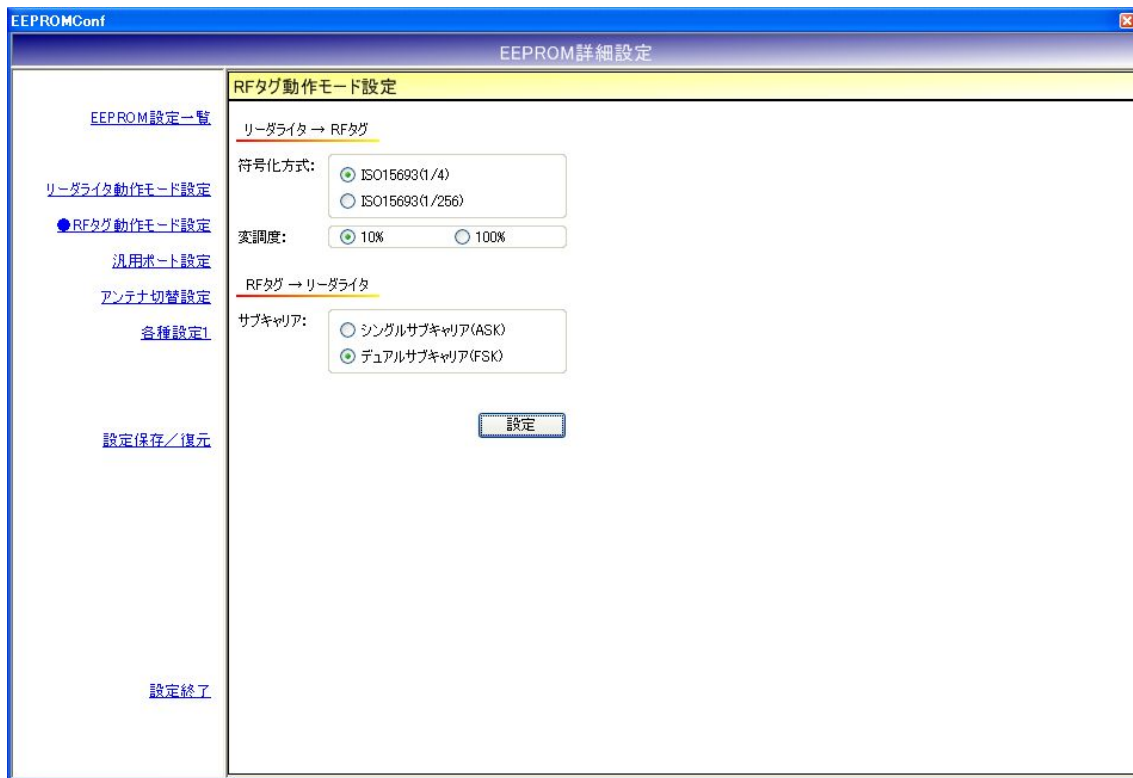 EEPROMConf
EEPROM詳細設定
EEPROM設定一覧
リーダライタ動作モード設定
●RFタグ動作モード設定
汎用ポート設定
アンテナ切替設定
各種設定1
設定保存／復元
設定終了
RFタグ動作モード設定
リーダライタ → RFタグ
符号化方式:
ISO15693(1/4)
ISO15693(1/256)
変調度: 10% 100%
RFタグ → リーダライタ
サブキャリア:
シングルサブキャリア(ASK)
デュアルサブキャリア(FSK)
設定